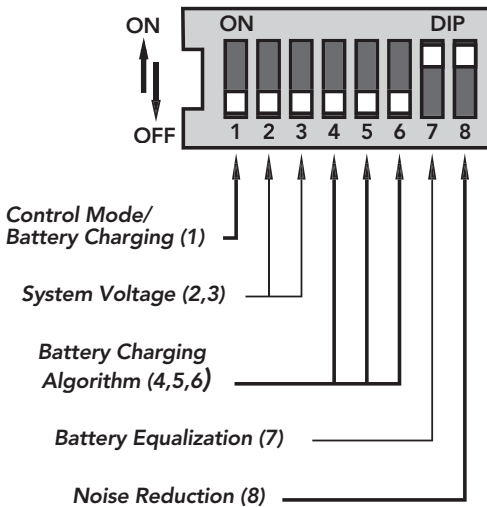 ON
ON DIP
OFF
1 2 3 4 5 6 7 8
Control Mode/
Battery Charging (1)
System Voltage (2,3)
Battery Charging
Algorithm (4,5,6)
Battery Equalization (7)
Noise Reduction (8)